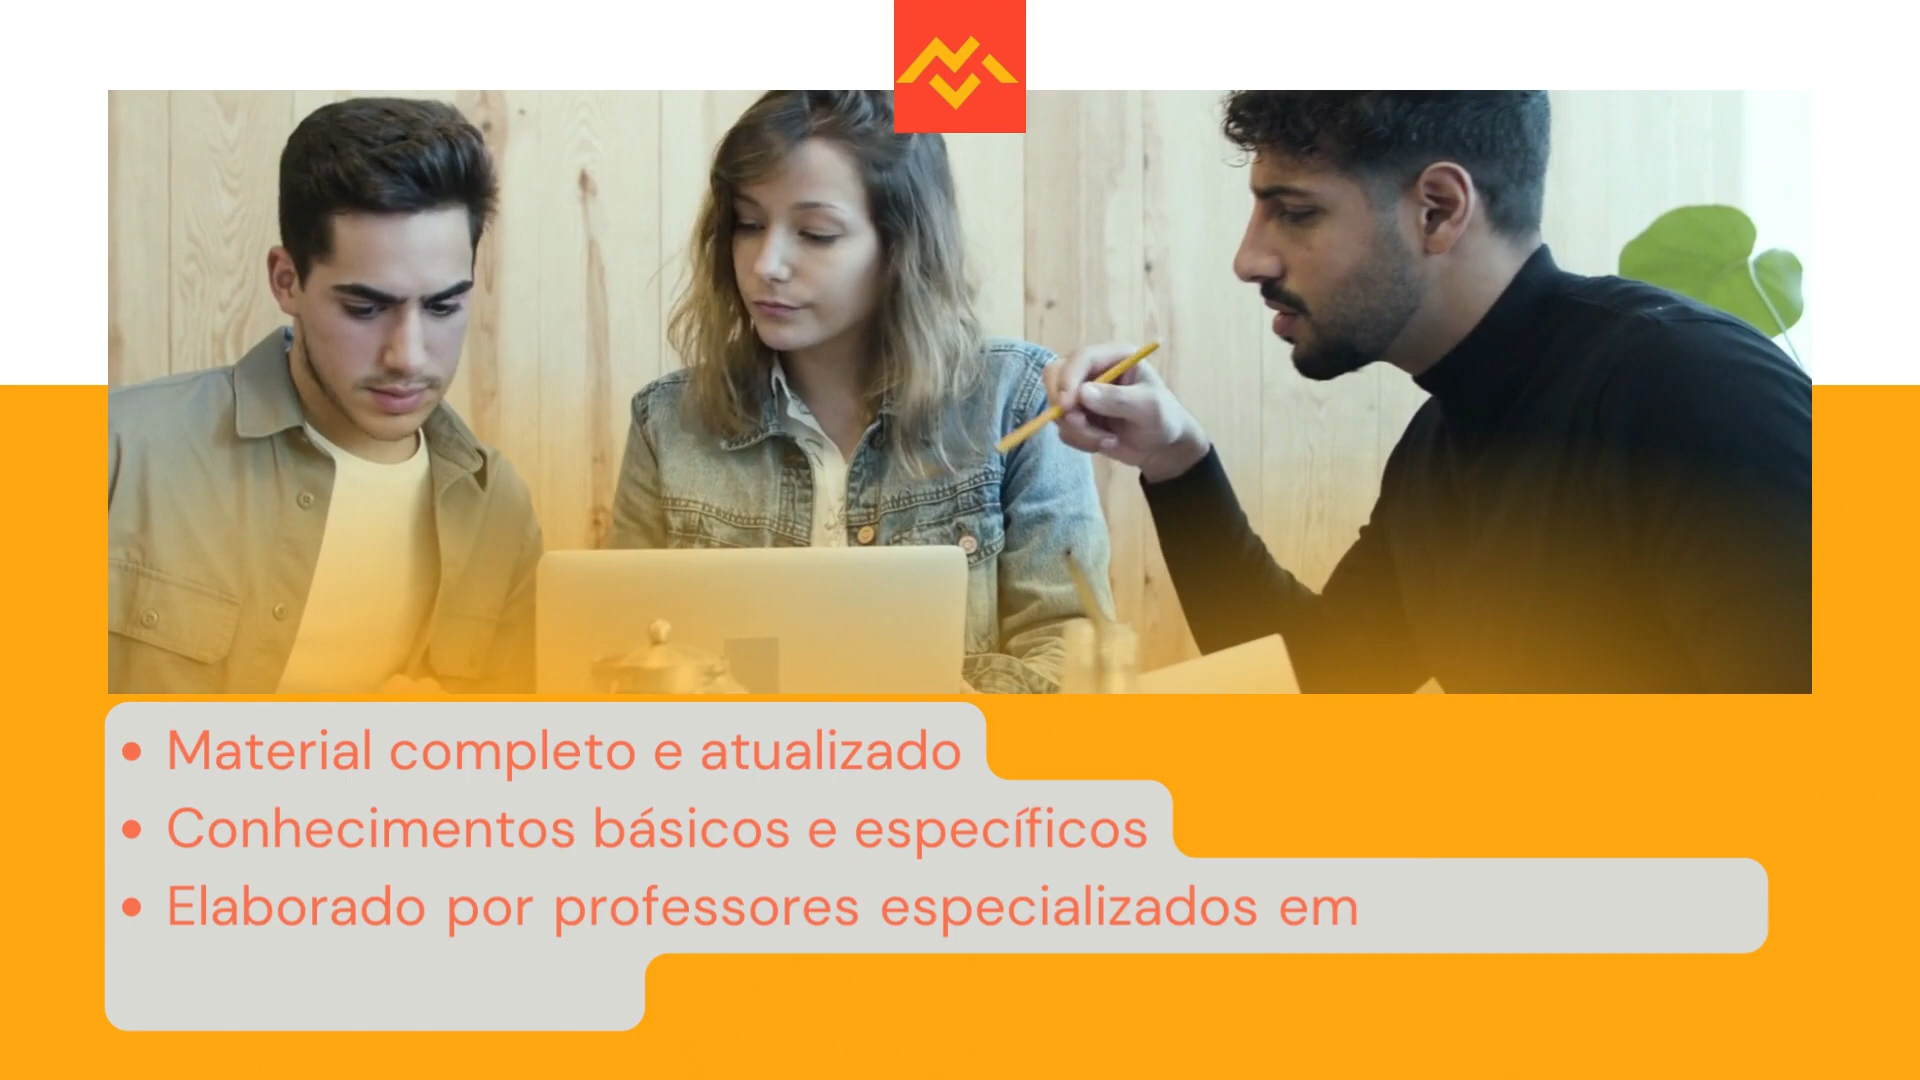 • Material completo e atualizado
• Conhecimentos básicos e específicos
• Elaborado por professores especializados em